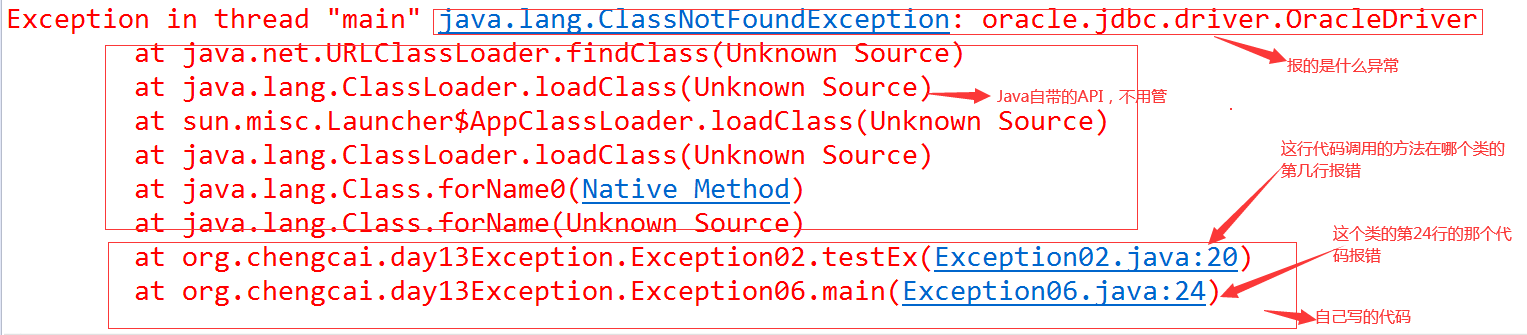 Exception in thread "main" java.lang.ClassNotFoundException: oracle.jdbc.driver.OracleDriver
at java.net.URLClassLoader.findClass(Unknown Source)
报的是什么异常
at java.lang.ClassLoader.loadClass(Unknown Source)
Java自带的API，不用管
at sun.misc.Launcher$AppClassLoader.loadClass(Unknown Source)
at java.lang.ClassLoader.loadClass(Unknown Source)
这行代码调用的方法在哪个类的
第几行报错
at java.lang.Class.forName0(Native Method)
at java.lang.Class.forName(Unknown Source)
这个类的第24行的那个代
码报错
at org.chengcai.day13Exception.Exception02.testEx(Exception02.java:20)
at org.chengcai.day13Exception.Exception06.main(Exception06.java:24)
自己写的代码